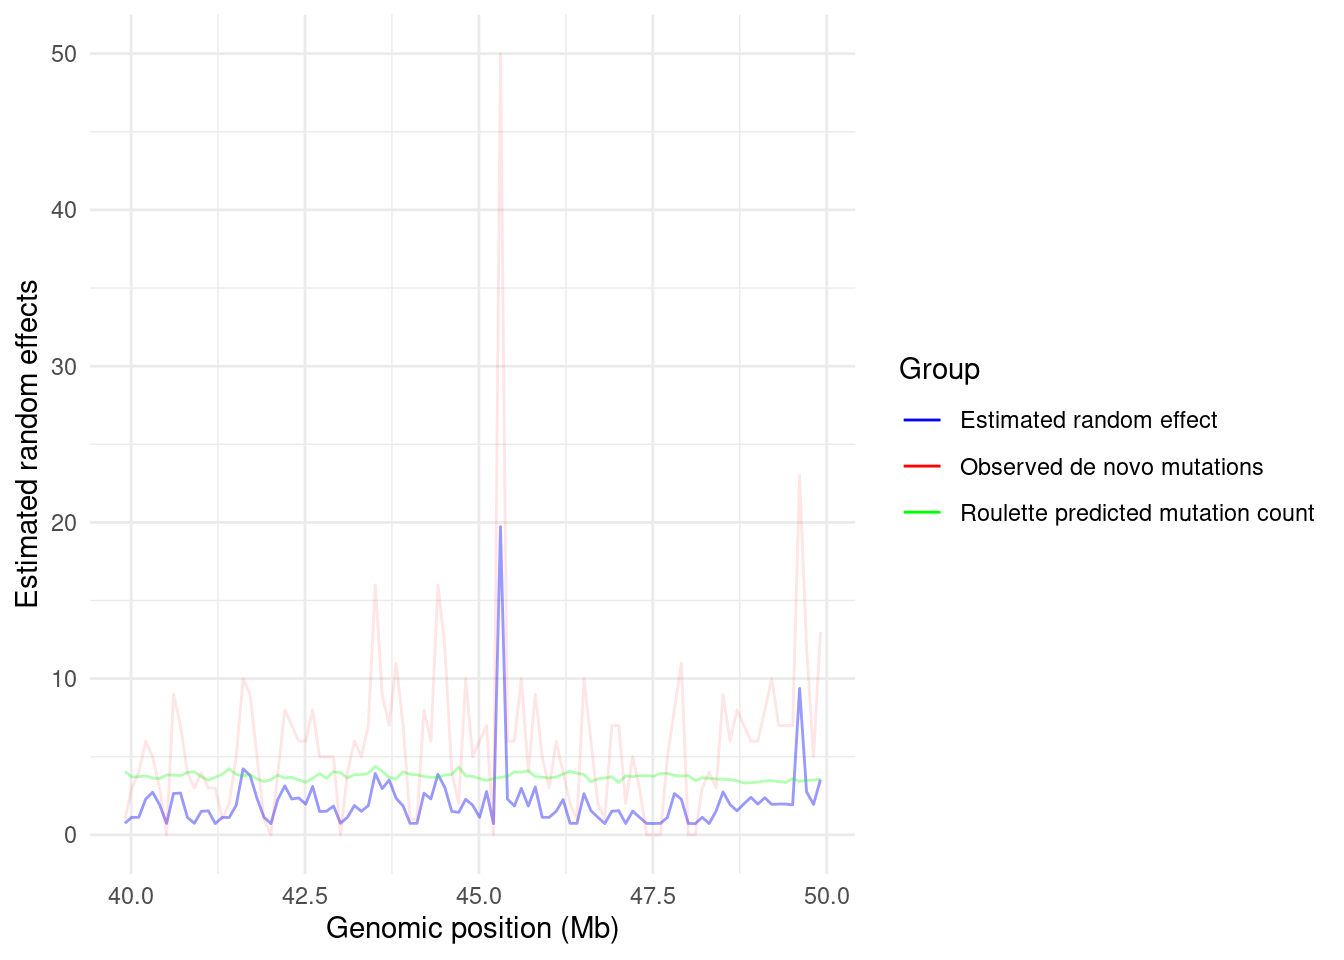 Estimated random effects
50
40
30
20
10
0
40.0 42.5 45.0 47.5 50.0
Genomic position (Mb)
Group
Estimated random effect
Observed de novo mutations
Roulette predicted mutation count